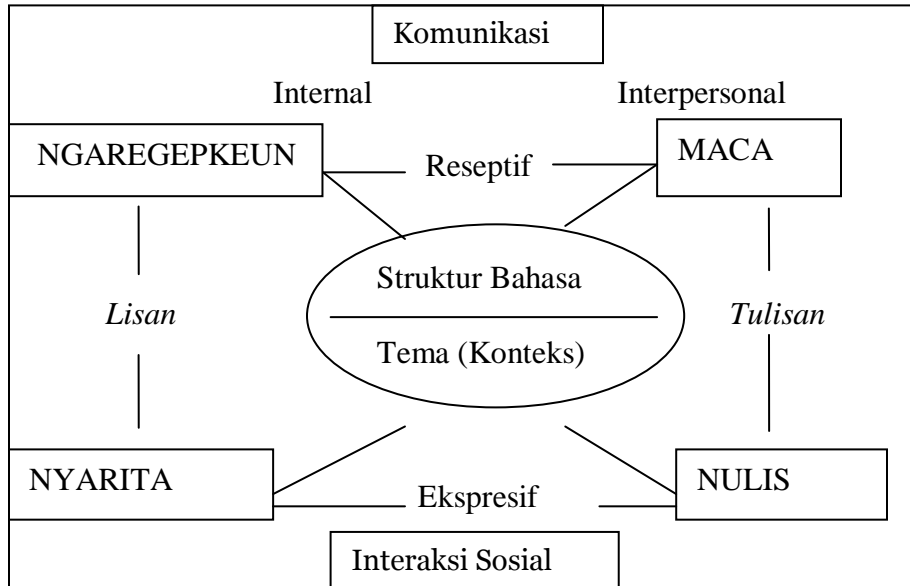 Komunikasi
Internal Interpersonal
NGAREGEPKEUN Reseptif MACA
Struktur Bahasa
Lisan Tulisan
Tema (Konteks)
NYARITA Ekspresif NULIS
Interaksi Sosial